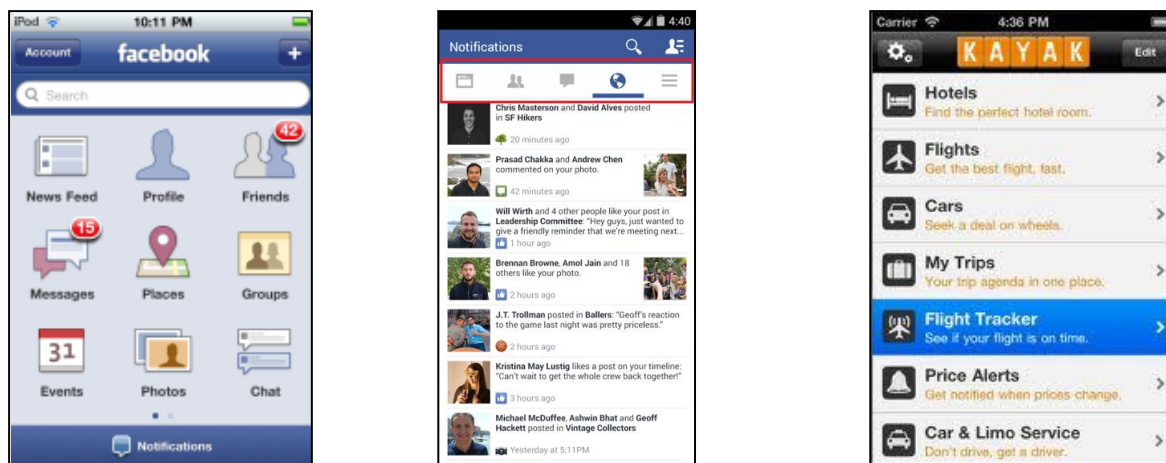 iPod 10:11 PM
Account facebook +
Search
42
News Feed Profile Friends
15
Messages Places Groups
31
Events Photos Chat
Notifications
4:40
Notifications
Chris Masterson and David Alves posted
in SF Hikers
20 minutes ago
Prasad Chakka and Andrew Chen
commented on your photo.
42 minutes ago
Will Wirth and 4 other people like your post in
Leadership Committee: "Hey guys, just wanted to
give a friendly reminder that we're meeting next...
1 hour ago
Brennan Browne, Amol Jain and 18
others like your photo.
2 hours ago
J.T. Trollman posted in Ballers: "Geoff's reaction
to the game last night was pretty priceless."
2 hours ago
Kristina May Lustig likes a post on your timeline:
"Can't wait to get the whole crew back together!"
3 hours ago
Michael McDuffee, Ashwin Bhat and Geoff
Hackett posted in Vintage Collectors
Yesterday at 5:11PM
Carrier 4:36 PM
KAYAK Edit
Hotels
Find the perfect hotel room.
Flights
Get the best flight, fast.
Cars
Seek a deal on wheels.
My Trips
Your trip agenda in one place.
Flight Tracker
See if your flight is on time.
Price Alerts
Get notified when prices change.
Car & Limo Service
Don't drive, get a driver.